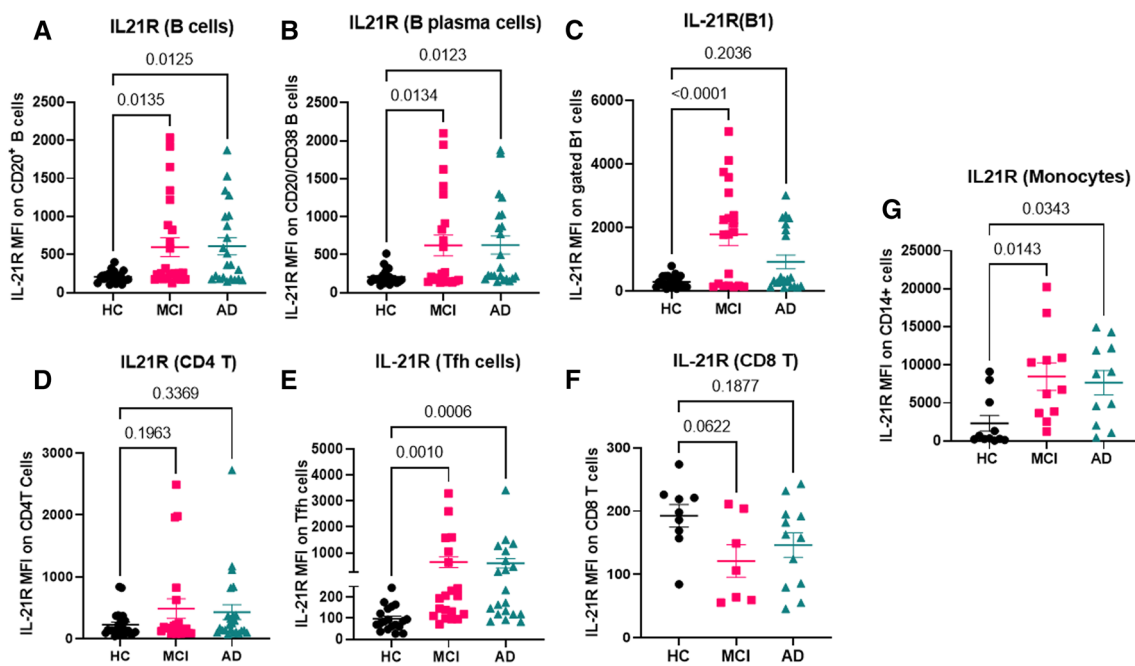 A
IL21R (B cells)
0.0125
0.0135
IL-21R MFI on CD20+ B cells
2500
2000
1500
1000
500
0
HC MCI AD
B
IL21R (B plasma cells)
0.0123
0.0134
IL-21R MFI on CD20/CD38 B cells
2500
2000
1500
1000
500
0
HC MCI AD
C
IL-21R(B1)
0.2036
<0.0001
IL-21R MFI on gated B1 cells
6000
4000
2000
0
HC MCI AD
D
IL21R (CD4 T)
0.3369
0.1963
IL-21R MFI on CD4T Cells
3000
2000
1000
0
HC MCI AD
E
IL-21R (Tfh cells)
0.0006
0.0010
IL-21R MFI on Tfh cells
5000
4000
3000
2000
1000
200
100
0
HC MCI AD
F
IL-21R (CD8 T)
0.1877
0.0622
IL-21R MFI on CD8 T cells
300
200
100
0
HC MCI AD
G
IL21R (Monocytes)
0.0343
0.0143
IL-21R MFI on CD14+ cells
25000
20000
15000
10000
5000
0
HC MCI AD